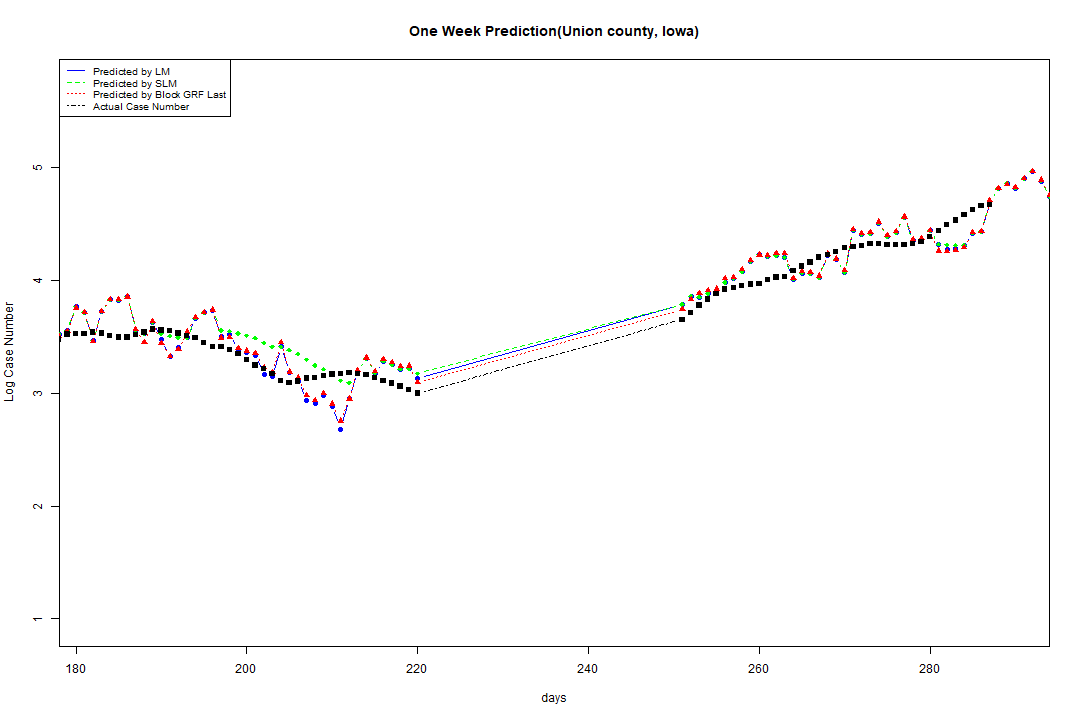 One Week Prediction(Union county, Iowa)
Predicted by LM
Predicted by SLM
Predicted by Block GRF Last
Actual Case Number
5
4
3
2
1
Log Case Number
180 200 220 240 260 280
days